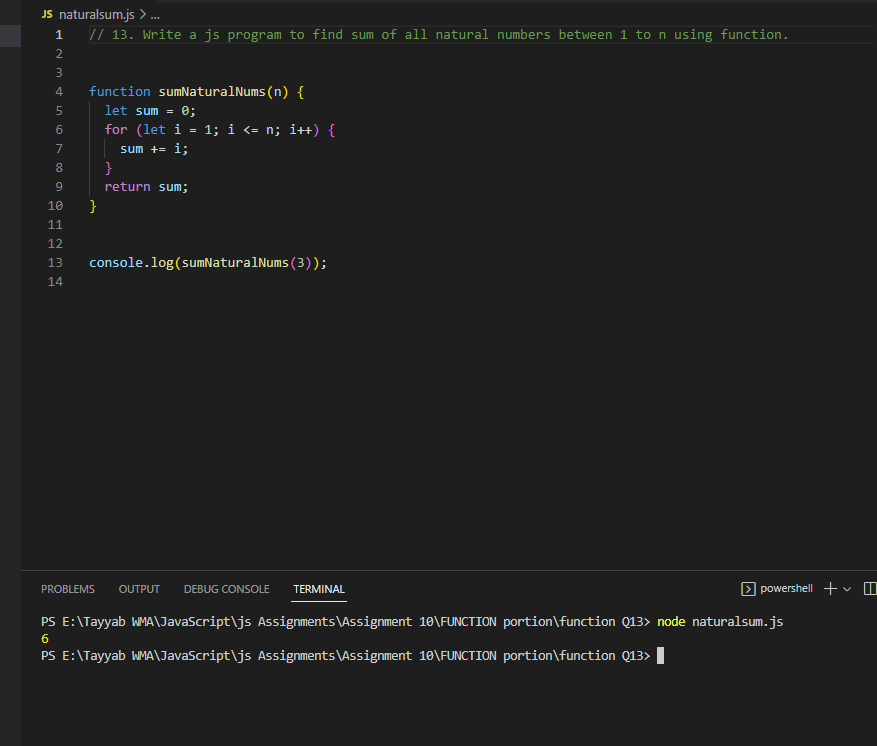 JS naturalsum.js > ...
1 // 13. Write a js program to find sum of all natural numbers between 1 to n using function.
2
3
4 function sumNaturalNums(n) {
5 let sum = 0;
6 for (let i = 1; i <= n; i++) {
7 sum += i;
8 }
9 return sum;
10 }
11
12
13 console.log(sumNaturalNums(3));
14
PROBLEMS OUTPUT DEBUG CONSOLE TERMINAL powershell
PS E:\Tayyab WMA\JavaScript\js Assignments\Assignment 10\FUNCTION portion\function Q13> node naturalsum.js
6
PS E:\Tayyab WMA\JavaScript\js Assignments\Assignment 10\FUNCTION portion\function Q13>